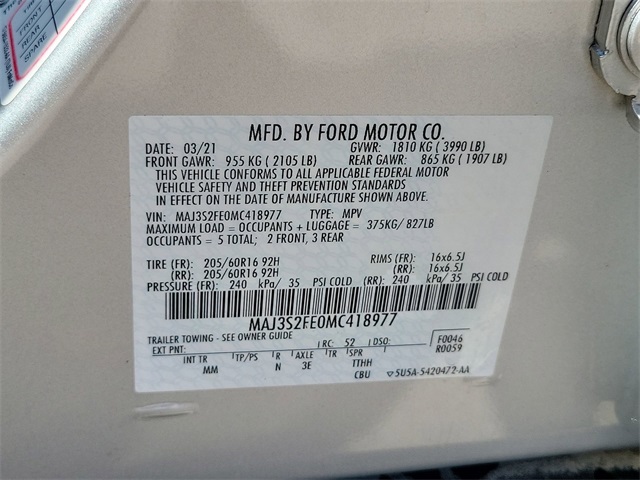 FRONT
REAR
SPARE
MFD. BY FORD MOTOR CO.
DATE: 03/21 GVWR: 1810 KG ( 3990 LB)
FRONT GAWR: 955 KG ( 2105 LB) REAR GAWR: 865 KG ( 1907 LB)
THIS VEHICLE CONFORMS TO ALL APPLICABLE FEDERAL MOTOR
VEHICLE SAFETY AND THEFT PREVENTION STANDARDS
IN EFFECT ON THE DATE OF MANUFACTURE SHOWN ABOVE.
VIN: MAJ3S2FE0MC418977 TYPE: MPV
MAXIMUM LOAD = OCCUPANTS + LUGGAGE = 375KG/ 827LB
OCCUPANTS = 5 TOTAL; 2 FRONT, 3 REAR
TIRE (FR): 205/60R16 92H RIMS (FR): 16x6.5J
(RR): 205/60R16 92H (RR): 16x6.5J
PRESSURE (FR): 240 kPa/ 35 PSI COLD (RR): 240 kPa/ 35 PSI COLD
MAJ3S2FE0MC418977
TRAILER TOWING - SEE OWNER GUIDE
EXT PNT: RC: 52 DSO: F0046
R0059
INT TR TP/PS R AXLE TR SPR
MM N 3E TTHH
CBU 5U5A-5420472-AA